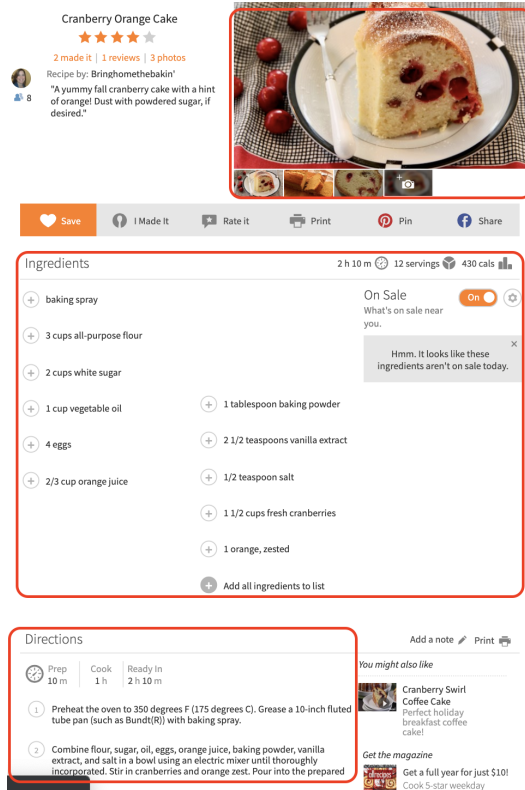 Cranberry Orange Cake
2 made it | 1 reviews | 3 photos
Recipe by: Bringhomethebakin'
8
"A yummy fall cranberry cake with a hint
of orange! Dust with powdered sugar, if
desired."
Save
I Made It
Rate it
Print
Pin
Share
Ingredients
2 h 10 m
12 servings
430 cals
baking spray
3 cups all-purpose flour
2 cups white sugar
1 cup vegetable oil
4 eggs
2/3 cup orange juice
1 tablespoon baking powder
2 1/2 teaspoons vanilla extract
1/2 teaspoon salt
1 1/2 cups fresh cranberries
1 orange, zested
Add all ingredients to list
On Sale
On
What's on sale near
you.
Hmm. It looks like these
ingredients aren't on sale today.
Directions
Add a note
Print
Prep
10 m
Cook
1 h
Ready In
2 h 10 m
1
Preheat the oven to 350 degrees F (175 degrees C). Grease a 10-inch fluted
tube pan (such as Bundt(R)) with baking spray.
2
Combine flour, sugar, oil, eggs, orange juice, baking powder, vanilla
extract, and salt in a bowl using an electric mixer until thoroughly
incorporated. Stir in cranberries and orange zest. Pour into the prepared
You might also like
Cranberry Swirl
Coffee Cake
Perfect holiday
breakfast coffee
cake!
Get the magazine
allrecipes
Get a full year for just $10!
Cook 5-star weekday